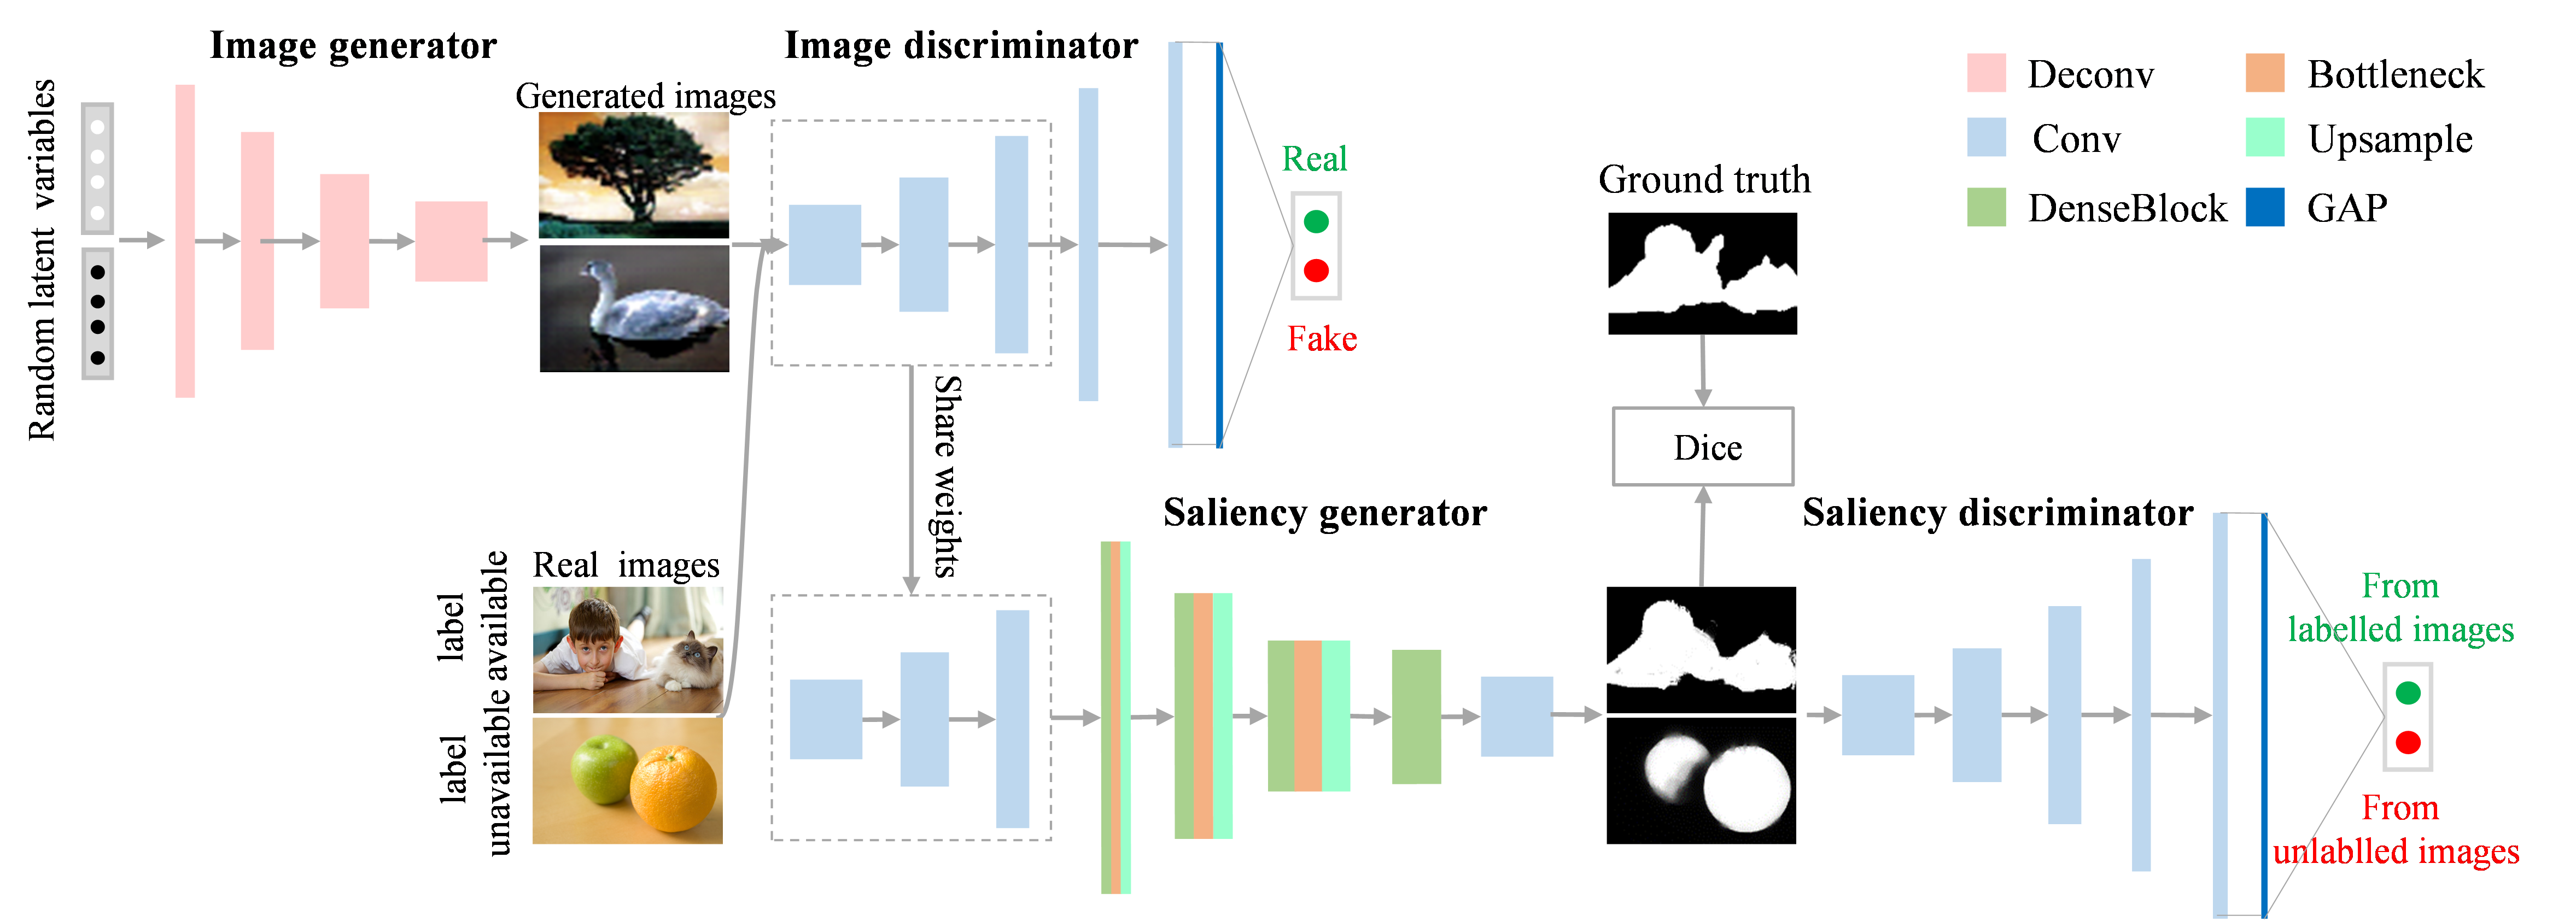 Image generator
Image discriminator
Random latent variables
Generated images
Real
Fake
Ground truth
Deconv
Bottleneck
Conv
Upsample
DenseBlock
GAP
Share weights
Dice
Saliency generator
Saliency discriminator
Real images
label
available
label
unavailable
From
labelled images
From
unlablled images